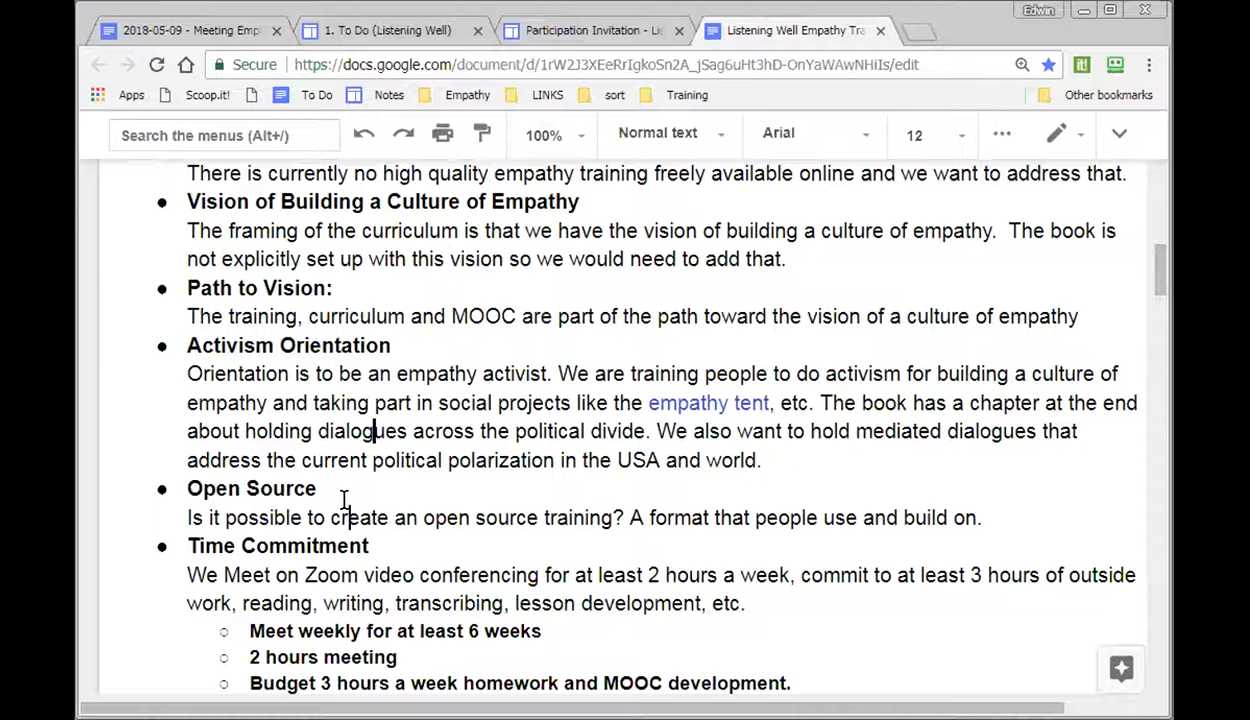 Edwin
2018-05-09 - Meeting Emp
1. To Do (Listening Well)
Participation Invitation - Lis
Listening Well Empathy Tra
Secure
https://docs.google.com/document/d/1rW2J3XEeRrIgkoSn2A_jSag6uHt3hD-OnYaWAwNHiIs/edit
it!
Apps
Scoop.it!
To Do
Notes
Empathy
LINKS
sort
Training
Other bookmarks
Search the menus (Alt+/)
100%
Normal text
Arial
12
There is currently no high quality empathy training freely available online and we want to address that.
Vision of Building a Culture of Empathy
The framing of the curriculum is that we have the vision of building a culture of empathy.  The book is
not explicitly set up with this vision so we would need to add that.
Path to Vision:
The training, curriculum and MOOC are part of the path toward the vision of a culture of empathy
Activism Orientation
Orientation is to be an empathy activist. We are training people to do activism for building a culture of
empathy and taking part in social projects like the empathy tent, etc. The book has a chapter at the end
about holding dialogues across the political divide. We also want to hold mediated dialogues that
address the current political polarization in the USA and world.
Open Source
Is it possible to create an open source training? A format that people use and build on.
Time Commitment
We Meet on Zoom video conferencing for at least 2 hours a week, commit to at least 3 hours of outside
work, reading, writing, transcribing, lesson development, etc.
Meet weekly for at least 6 weeks
2 hours meeting
Budget 3 hours a week homework and MOOC development.